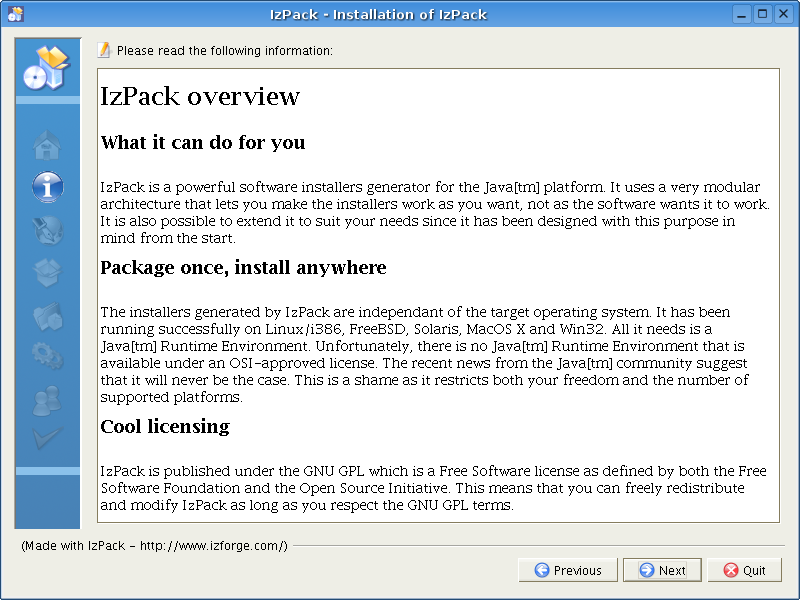 IzPack - Installation of IzPack
Please read the following information:
IzPack overview
What it can do for you
IzPack is a powerful software installers generator for the Java[tm] platform. It uses a very modular
architecture that lets you make the installers work as you want, not as the software wants it to work.
It is also possible to extend it to suit your needs since it has been designed with this purpose in
mind from the start.
Package once, install anywhere
The installers generated by IzPack are independant of the target operating system. It has been
running successfully on Linux/i386, FreeBSD, Solaris, MacOS X and Win32. All it needs is a
Java[tm] Runtime Environment. Unfortunately, there is no Java[tm] Runtime Environment that is
available under an OSI-approved license. The recent news from the Java[tm] community suggest
that it will never be the case. This is a shame as it restricts both your freedom and the number of
supported platforms.
Cool licensing
IzPack is published under the GNU GPL which is a Free Software license as defined by both the Free
Software Foundation and the Open Source Initiative. This means that you can freely redistribute
and modify IzPack as long as you respect the GNU GPL terms.
(Made with IzPack - http://www.izforge.com/)
Previous
Next
Quit